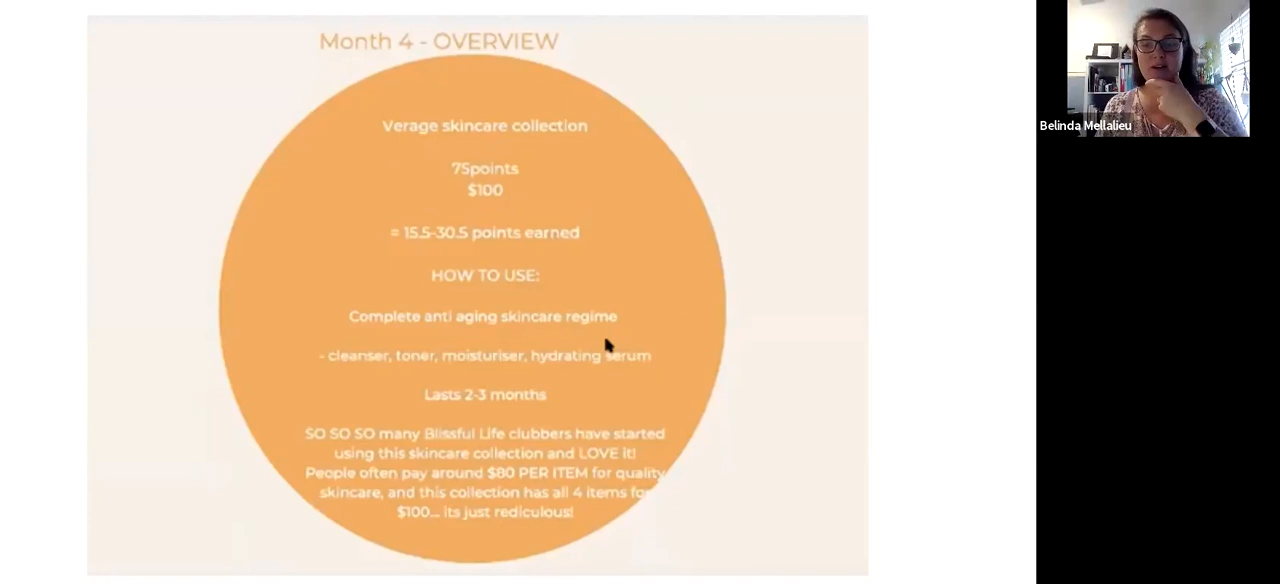 Month 4 - OVERVIEW
Verage skincare collection
75points
$100
= 15.5-30.5 points earned
HOW TO USE:
Complete anti aging skincare regime
- cleanser, toner, moisturiser, hydrating serum
Lasts 2-3 months
SO SO SO many Blissful Life clubbers have started
using this skincare collection and LOVE it!
People often pay around $80 PER ITEM for quality
skincare, and this collection has all 4 items for
$100... its just rediculous!
Belinda Mellalieu